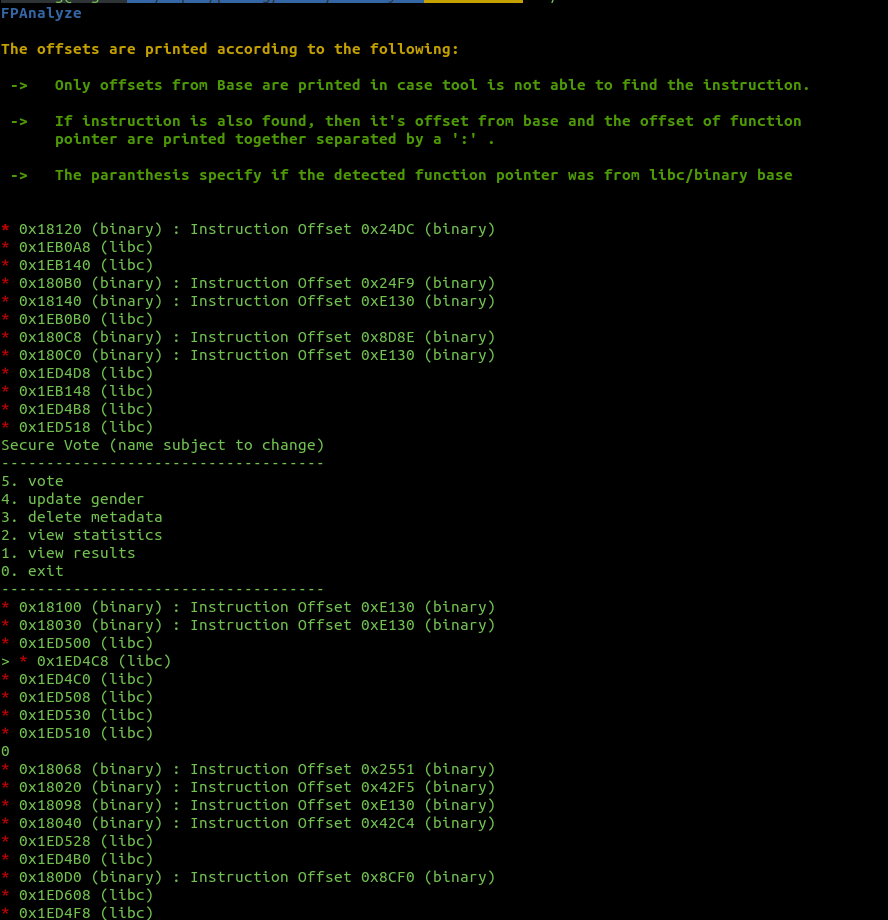 FPAnalyze
The offsets are printed according to the following:
-> Only offsets from Base are printed in case tool is not able to find the instruction.
-> If instruction is also found, then it's offset from base and the offset of function
pointer are printed together separated by a ':' .
-> The paranthesis specify if the detected function pointer was from libc/binary base
* 0x18120 (binary) : Instruction Offset 0x24DC (binary)
* 0x1EB0A8 (libc)
* 0x1EB140 (libc)
* 0x180B0 (binary) : Instruction Offset 0x24F9 (binary)
* 0x18140 (binary) : Instruction Offset 0xE130 (binary)
* 0x1EB0B0 (libc)
* 0x180C8 (binary) : Instruction Offset 0x8D8E (binary)
* 0x180C0 (binary) : Instruction Offset 0xE130 (binary)
* 0x1ED4D8 (libc)
* 0x1EB148 (libc)
* 0x1ED4B8 (libc)
* 0x1ED518 (libc)
Secure Vote (name subject to change)
------------------------------------
5. vote
4. update gender
3. delete metadata
2. view statistics
1. view results
0. exit
------------------------------------
* 0x18100 (binary) : Instruction Offset 0xE130 (binary)
* 0x18030 (binary) : Instruction Offset 0xE130 (binary)
* 0x1ED500 (libc)
> * 0x1ED4C8 (libc)
* 0x1ED4C0 (libc)
* 0x1ED508 (libc)
* 0x1ED530 (libc)
* 0x1ED510 (libc)
0
* 0x18068 (binary) : Instruction Offset 0x2551 (binary)
* 0x18020 (binary) : Instruction Offset 0x42F5 (binary)
* 0x18098 (binary) : Instruction Offset 0xE130 (binary)
* 0x18040 (binary) : Instruction Offset 0x42C4 (binary)
* 0x1ED528 (libc)
* 0x1ED4B0 (libc)
* 0x180D0 (binary) : Instruction Offset 0x8CF0 (binary)
* 0x1ED608 (libc)
* 0x1ED4F8 (libc)